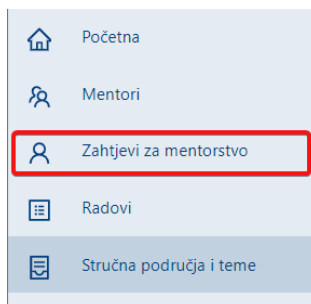 Početna
Mentori
Zahtjevi za mentorstvo
Radovi
Stručna područja i teme